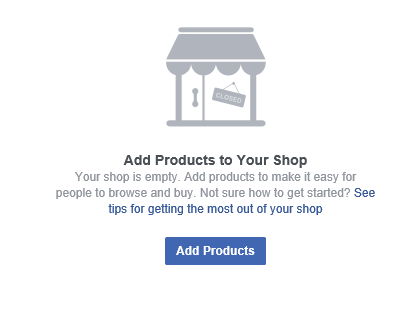 CLOSED
Add Products to Your Shop
Your shop is empty. Add products to make it easy for
people to browse and buy. Not sure how to get started? See
tips for getting the most out of your shop
Add Products